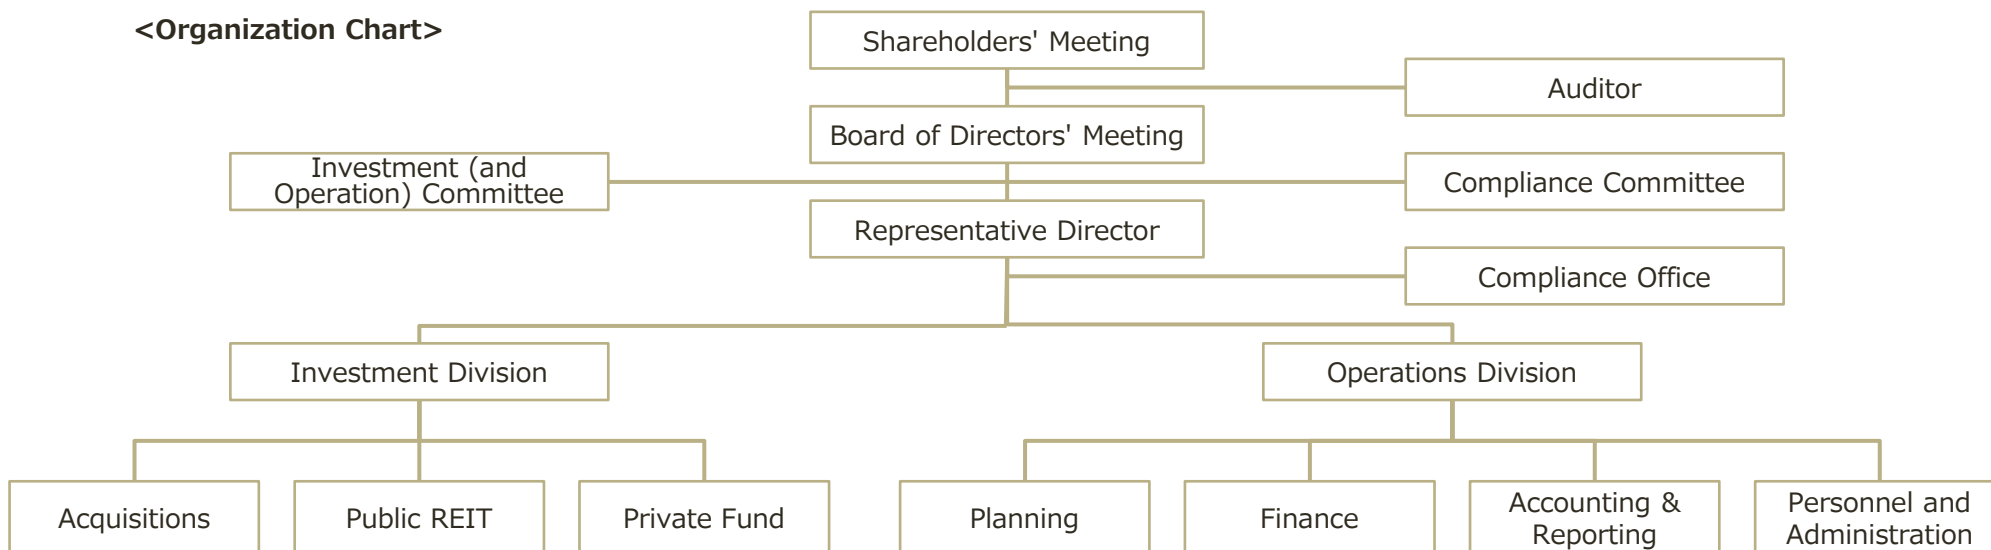 <Organization Chart>
Shareholders' Meeting
Auditor
Board of Directors' Meeting
Investment (and
Operation) Committee
Compliance Committee
Representative Director
Compliance Office
Investment Division
Operations Division
Acquisitions
Public REIT
Private Fund
Planning
Finance
Accounting &
Reporting
Personnel and
Administration